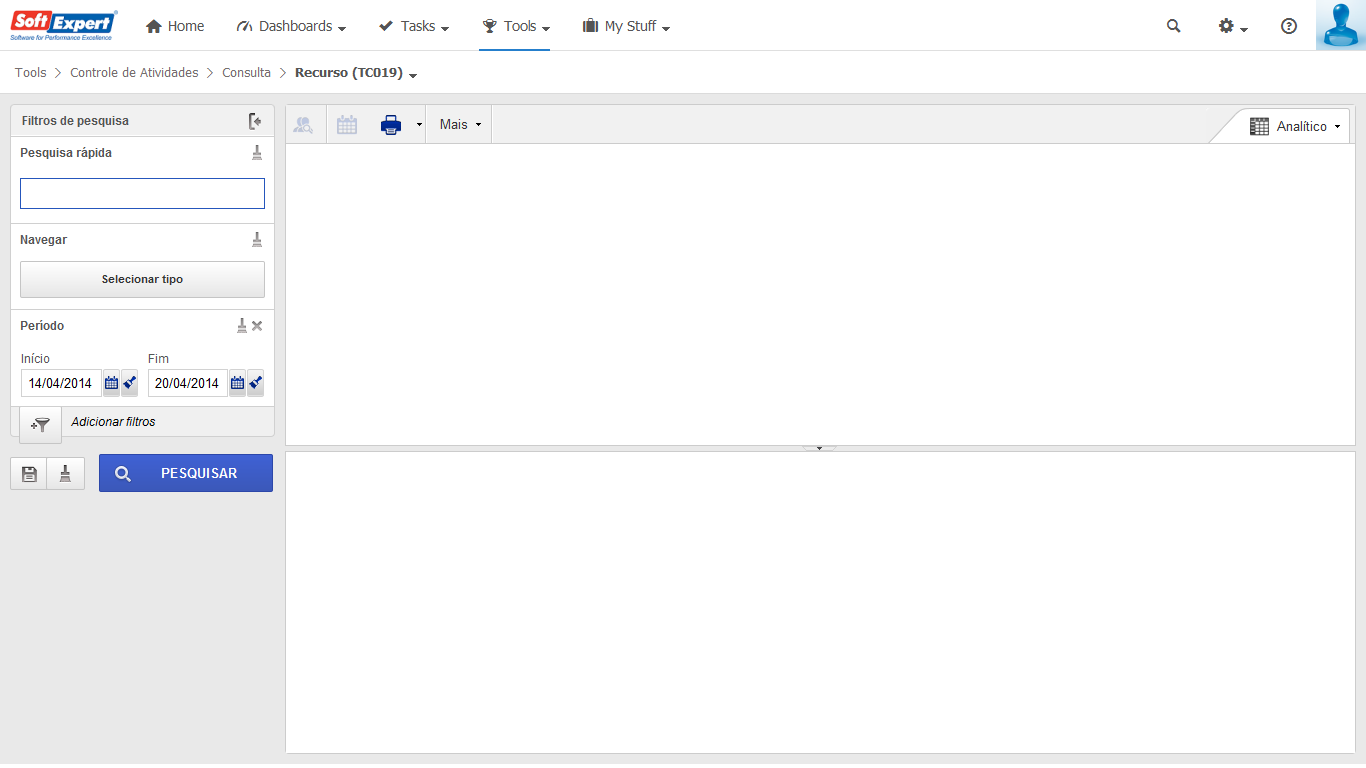 SoftExpert
Software for Performance Excellence
Home
Dashboards
Tasks
Tools
My Stuff
Tools > Controle de Atividades > Consulta > Recurso (TC019)
Filtros de pesquisa
Mais
Analítico
Pesquisa rápida
Navegar
Selecionar tipo
Período
Início Fim
14/04/2014 20/04/2014
Adicionar filtros
PESQUISAR